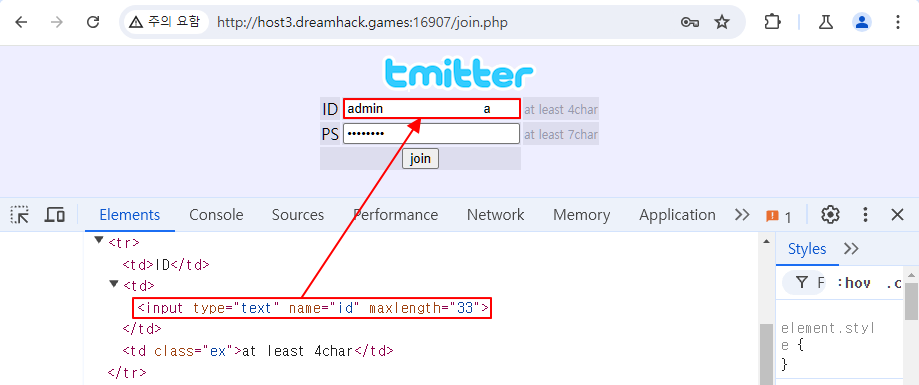 주의 요함 http://host3.dreamhack.games:16907/join.php
tmitter
ID admin a at least 4char
PS •••••••• at least 7char
join
Elements Console Sources Performance Network Memory Application 1
<tr>
<td>ID</td>
<td>
<input type="text" name="id" maxlength="33">
</td>
<td class="ex">at least 4char</td>
</tr>
Styles
F :hov .c
element.styl
e {
}